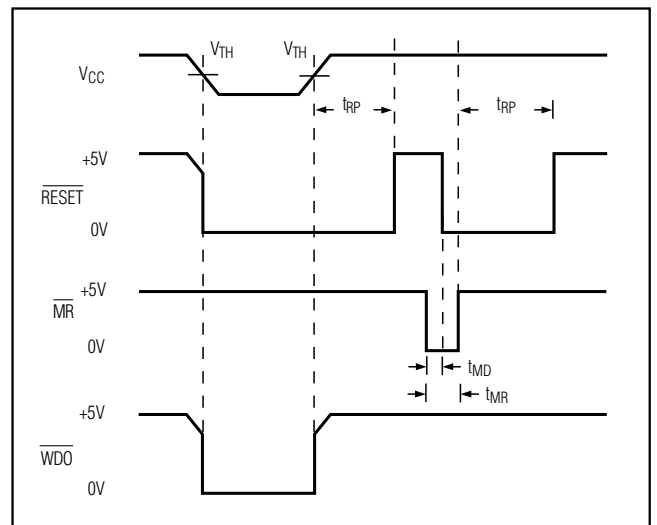 VTH VTH
VCC
tRP tRP
+5V
RESET
0V
+5V
MR
0V
tMD
tMR
+5V
WDO
0V